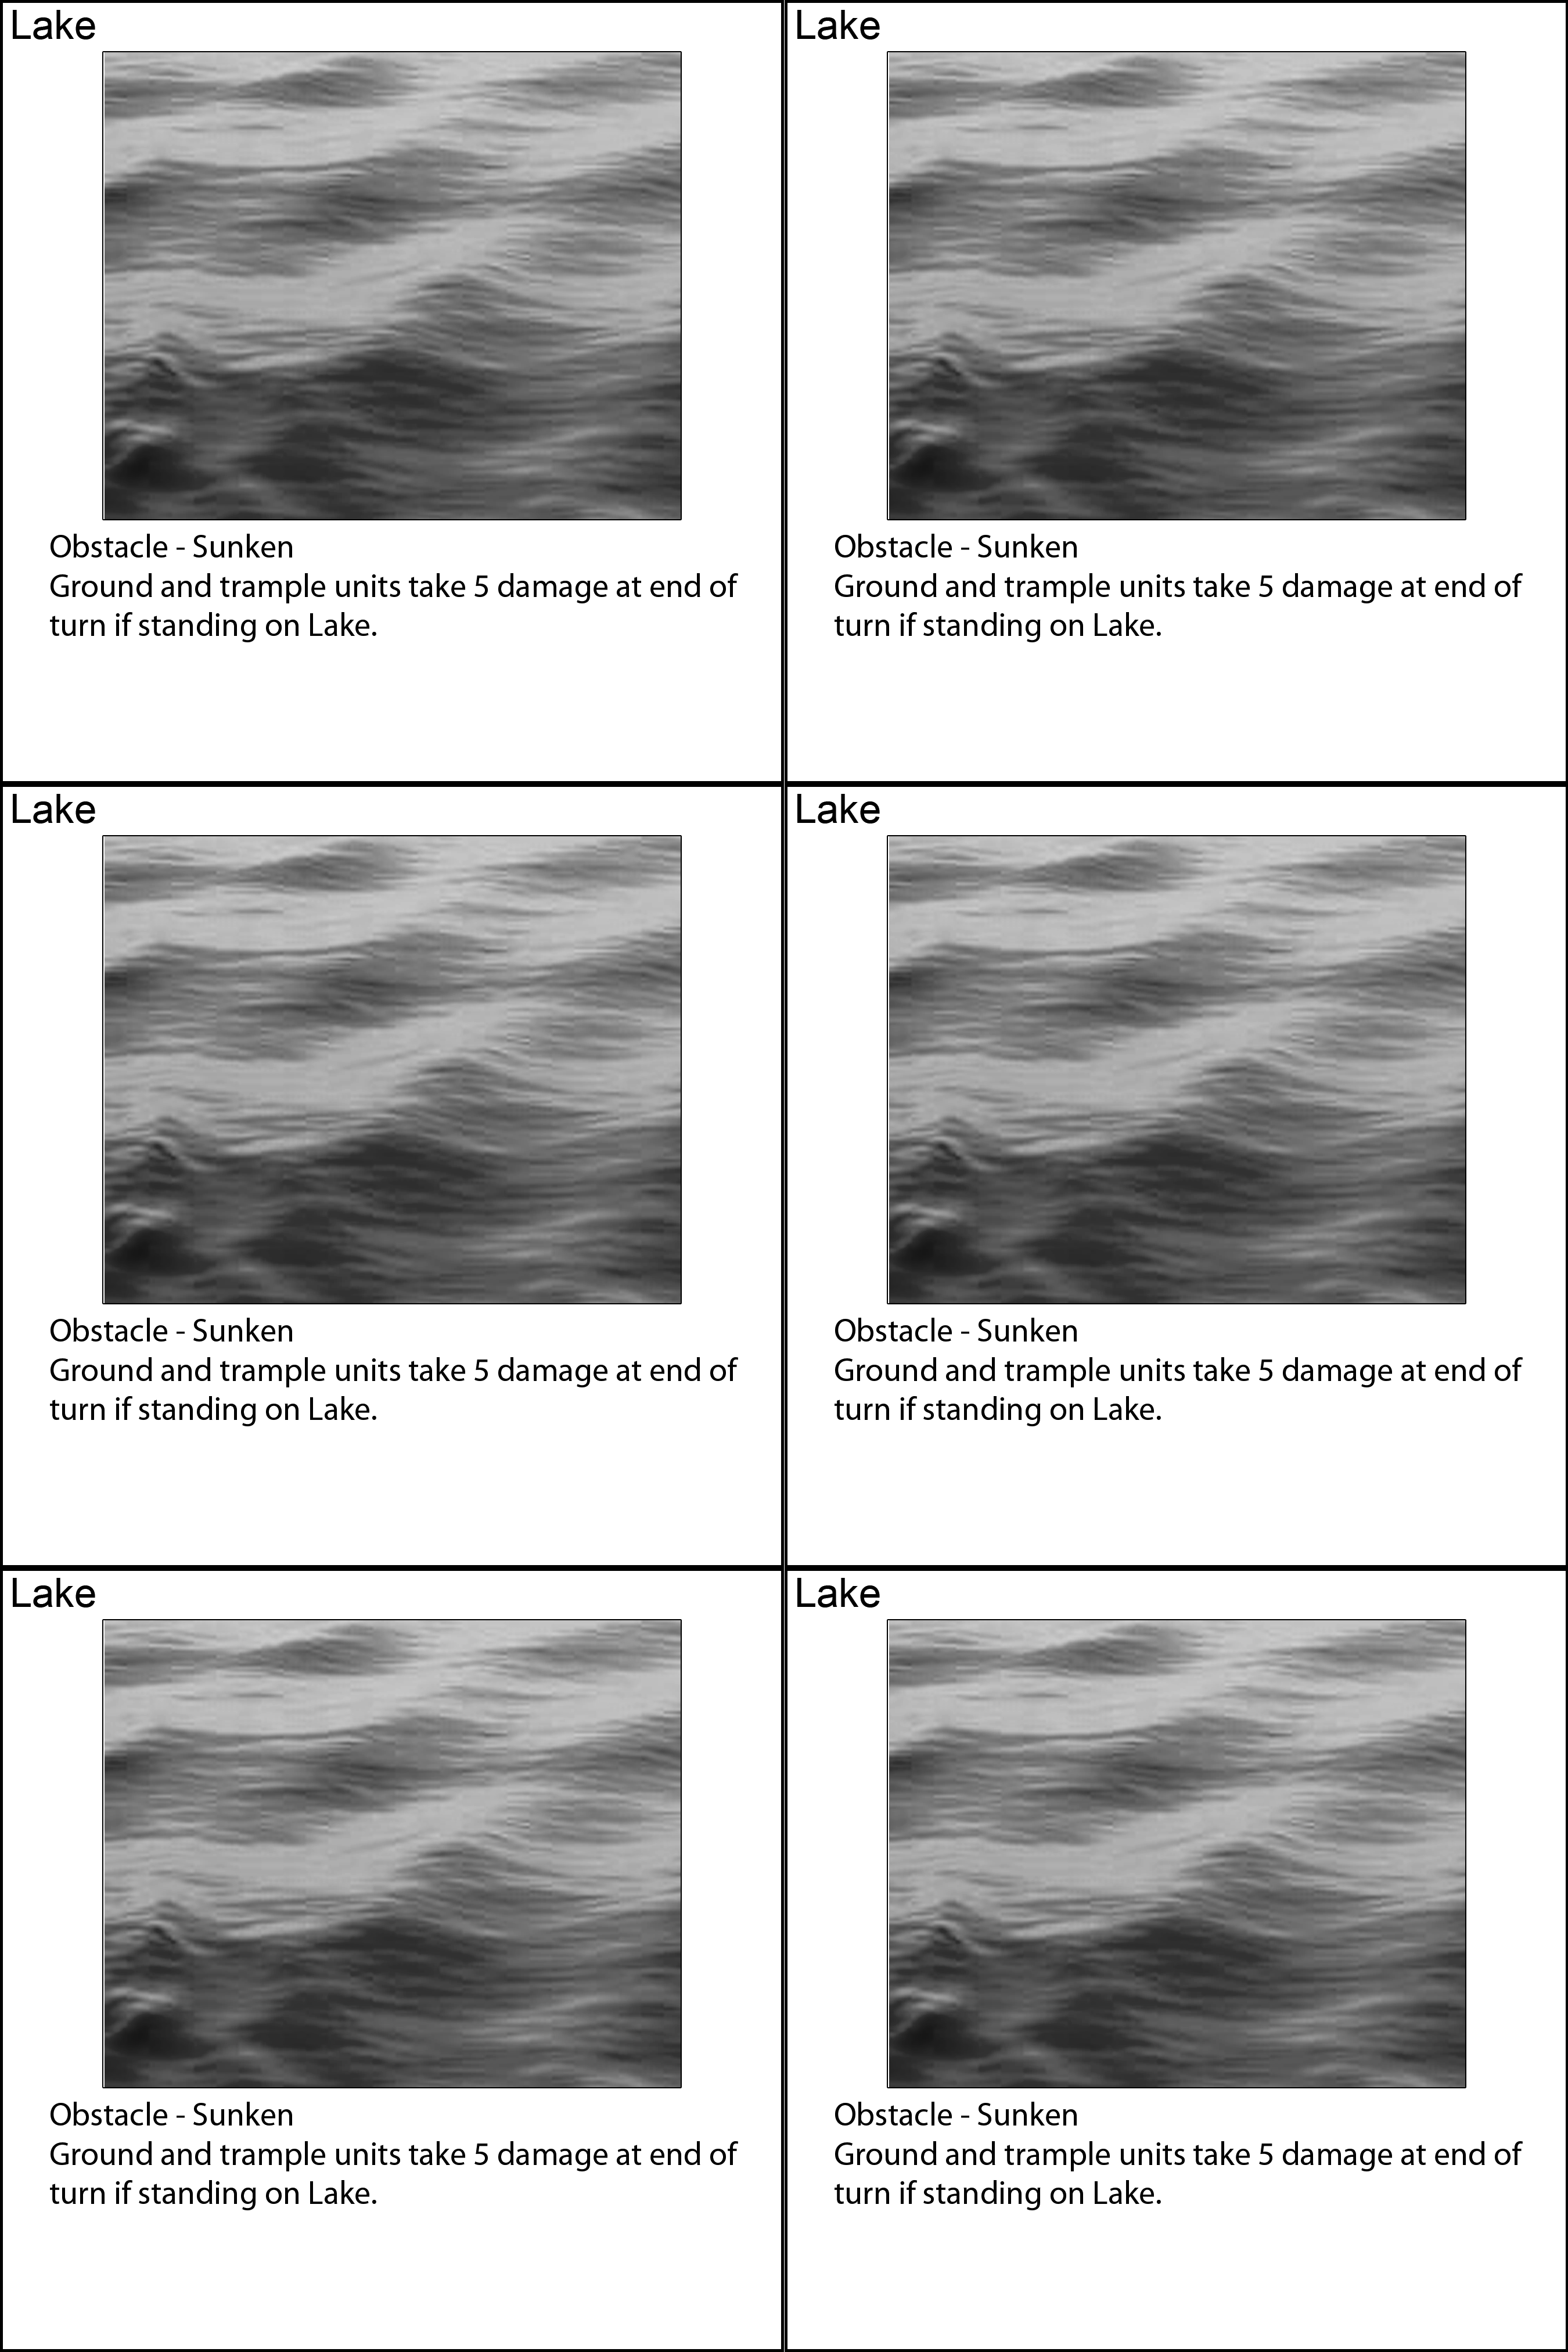 Lake
Obstacle - Sunken
Ground and trample units take 5 damage at end of
turn if standing on Lake.
Lake
Obstacle - Sunken
Ground and trample units take 5 damage at end of
turn if standing on Lake.
Lake
Obstacle - Sunken
Ground and trample units take 5 damage at end of
turn if standing on Lake.
Lake
Obstacle - Sunken
Ground and trample units take 5 damage at end of
turn if standing on Lake.
Lake
Obstacle - Sunken
Ground and trample units take 5 damage at end of
turn if standing on Lake.
Lake
Obstacle - Sunken
Ground and trample units take 5 damage at end of
turn if standing on Lake.